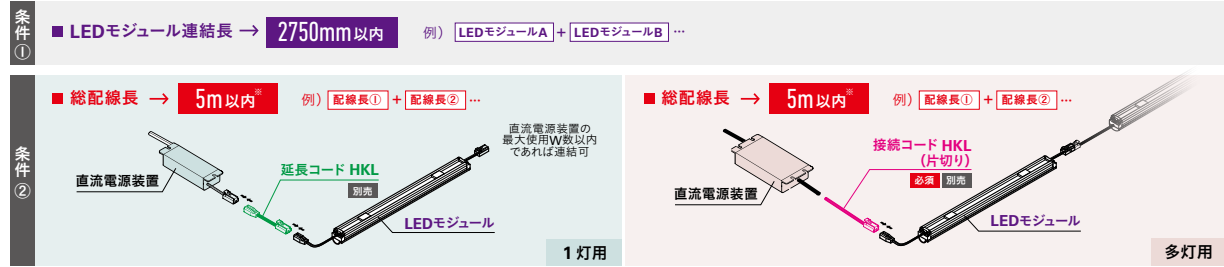 条件①
■ LEDモジュール連結長 → 2750mm以内 例) LEDモジュールA + LEDモジュールB …
条件②
■ 総配線長 → 5m以内※ 例) 配線長① + 配線長② …
直流電源装置の
最大使用W数以内
であれば連結可
延長コード HKL
別売
直流電源装置
LEDモジュール
1灯用
■ 総配線長 → 5m以内※ 例) 配線長① + 配線長② …
接続コード HKL
(片切り)
必須 別売
直流電源装置
LEDモジュール
多灯用